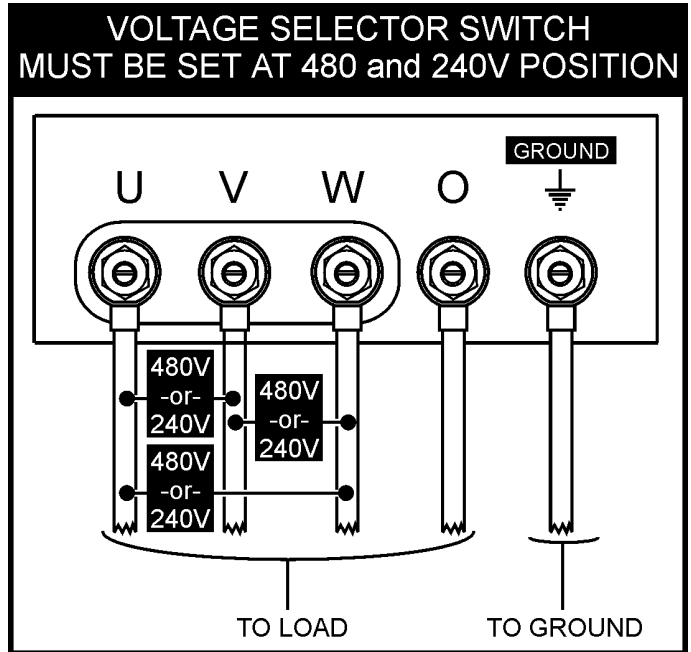 VOLTAGE SELECTOR SWITCH
MUST BE SET AT 480 and 240V POSITION
GROUND
U V W O
480V
-or-
240V
480V
-or-
240V
480V
-or-
240V
TO LOAD
TO GROUND